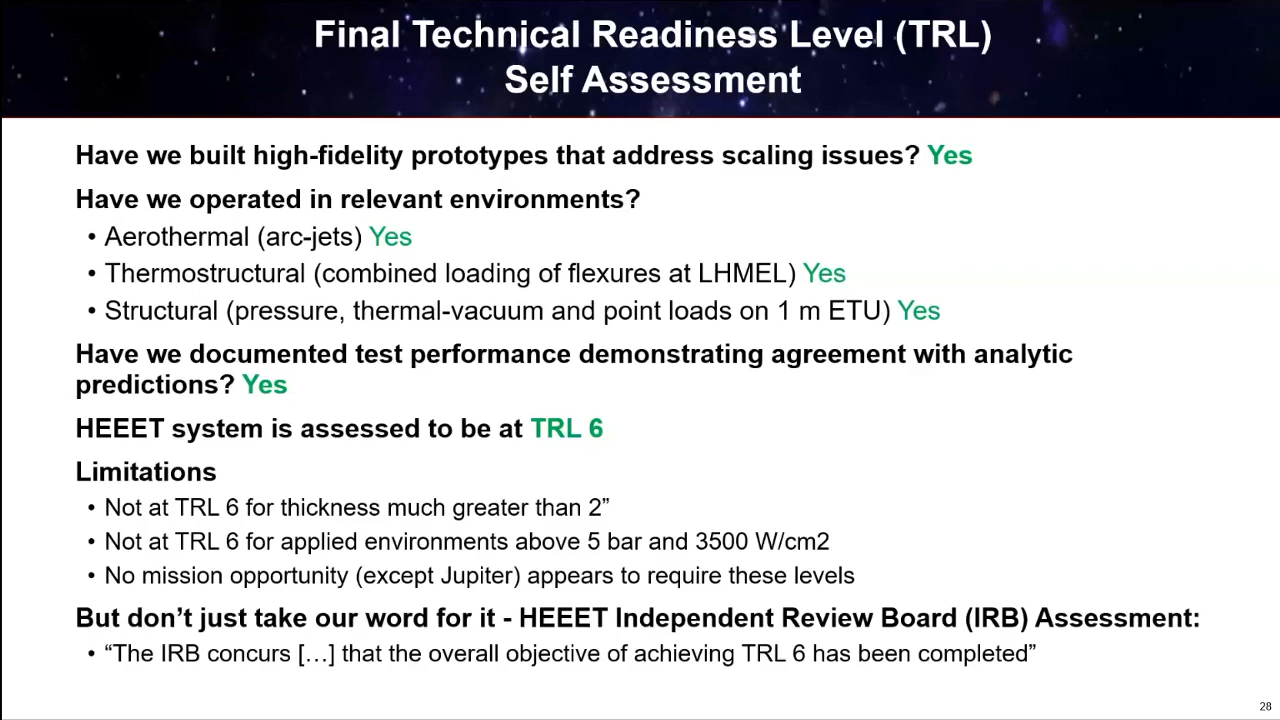 Final Technical Readiness Level (TRL)
Self Assessment
Have we built high-fidelity prototypes that address scaling issues? Yes
Have we operated in relevant environments?
• Aerothermal (arc-jets) Yes
• Thermostructural (combined loading of flexures at LHMEL) Yes
• Structural (pressure, thermal-vacuum and point loads on 1 m ETU) Yes
Have we documented test performance demonstrating agreement with analytic
predictions? Yes
HEEET system is assessed to be at TRL 6
Limitations
• Not at TRL 6 for thickness much greater than 2”
• Not at TRL 6 for applied environments above 5 bar and 3500 W/cm2
• No mission opportunity (except Jupiter) appears to require these levels
But don’t just take our word for it - HEEET Independent Review Board (IRB) Assessment:
• “The IRB concurs […] that the overall objective of achieving TRL 6 has been completed”
28